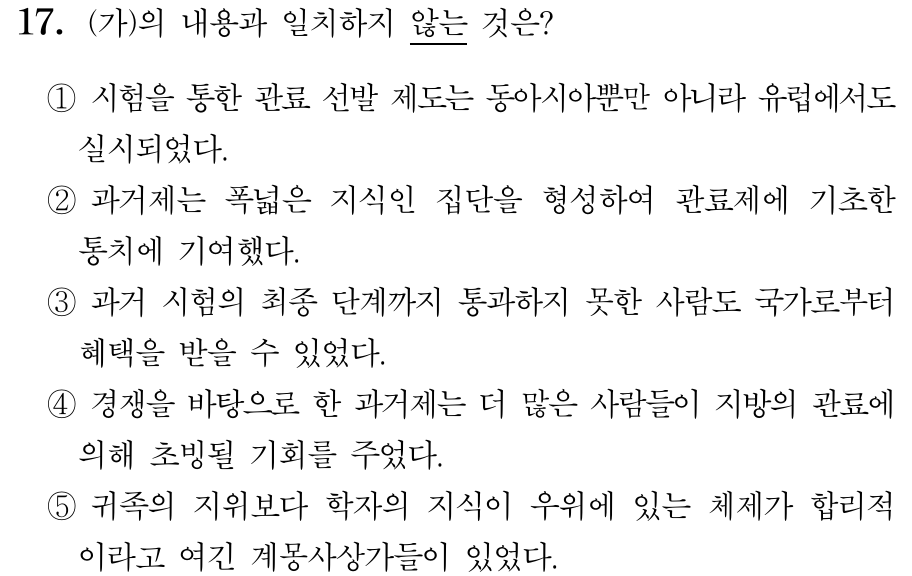 17. (가)의 내용과 일치하지 않는 것은?
① 시험을 통한 관료 선발 제도는 동아시아뿐만 아니라 유럽에서도
실시되었다.
② 과거제는 폭넓은 지식인 집단을 형성하여 관료제에 기초한
통치에 기여했다.
③ 과거 시험의 최종 단계까지 통과하지 못한 사람도 국가로부터
혜택을 받을 수 있었다.
④ 경쟁을 바탕으로 한 과거제는 더 많은 사람들이 지방의 관료에
의해 초빙될 기회를 주었다.
⑤ 귀족의 지위보다 학자의 지식이 우위에 있는 체제가 합리적
이라고 여긴 계몽사상가들이 있었다.